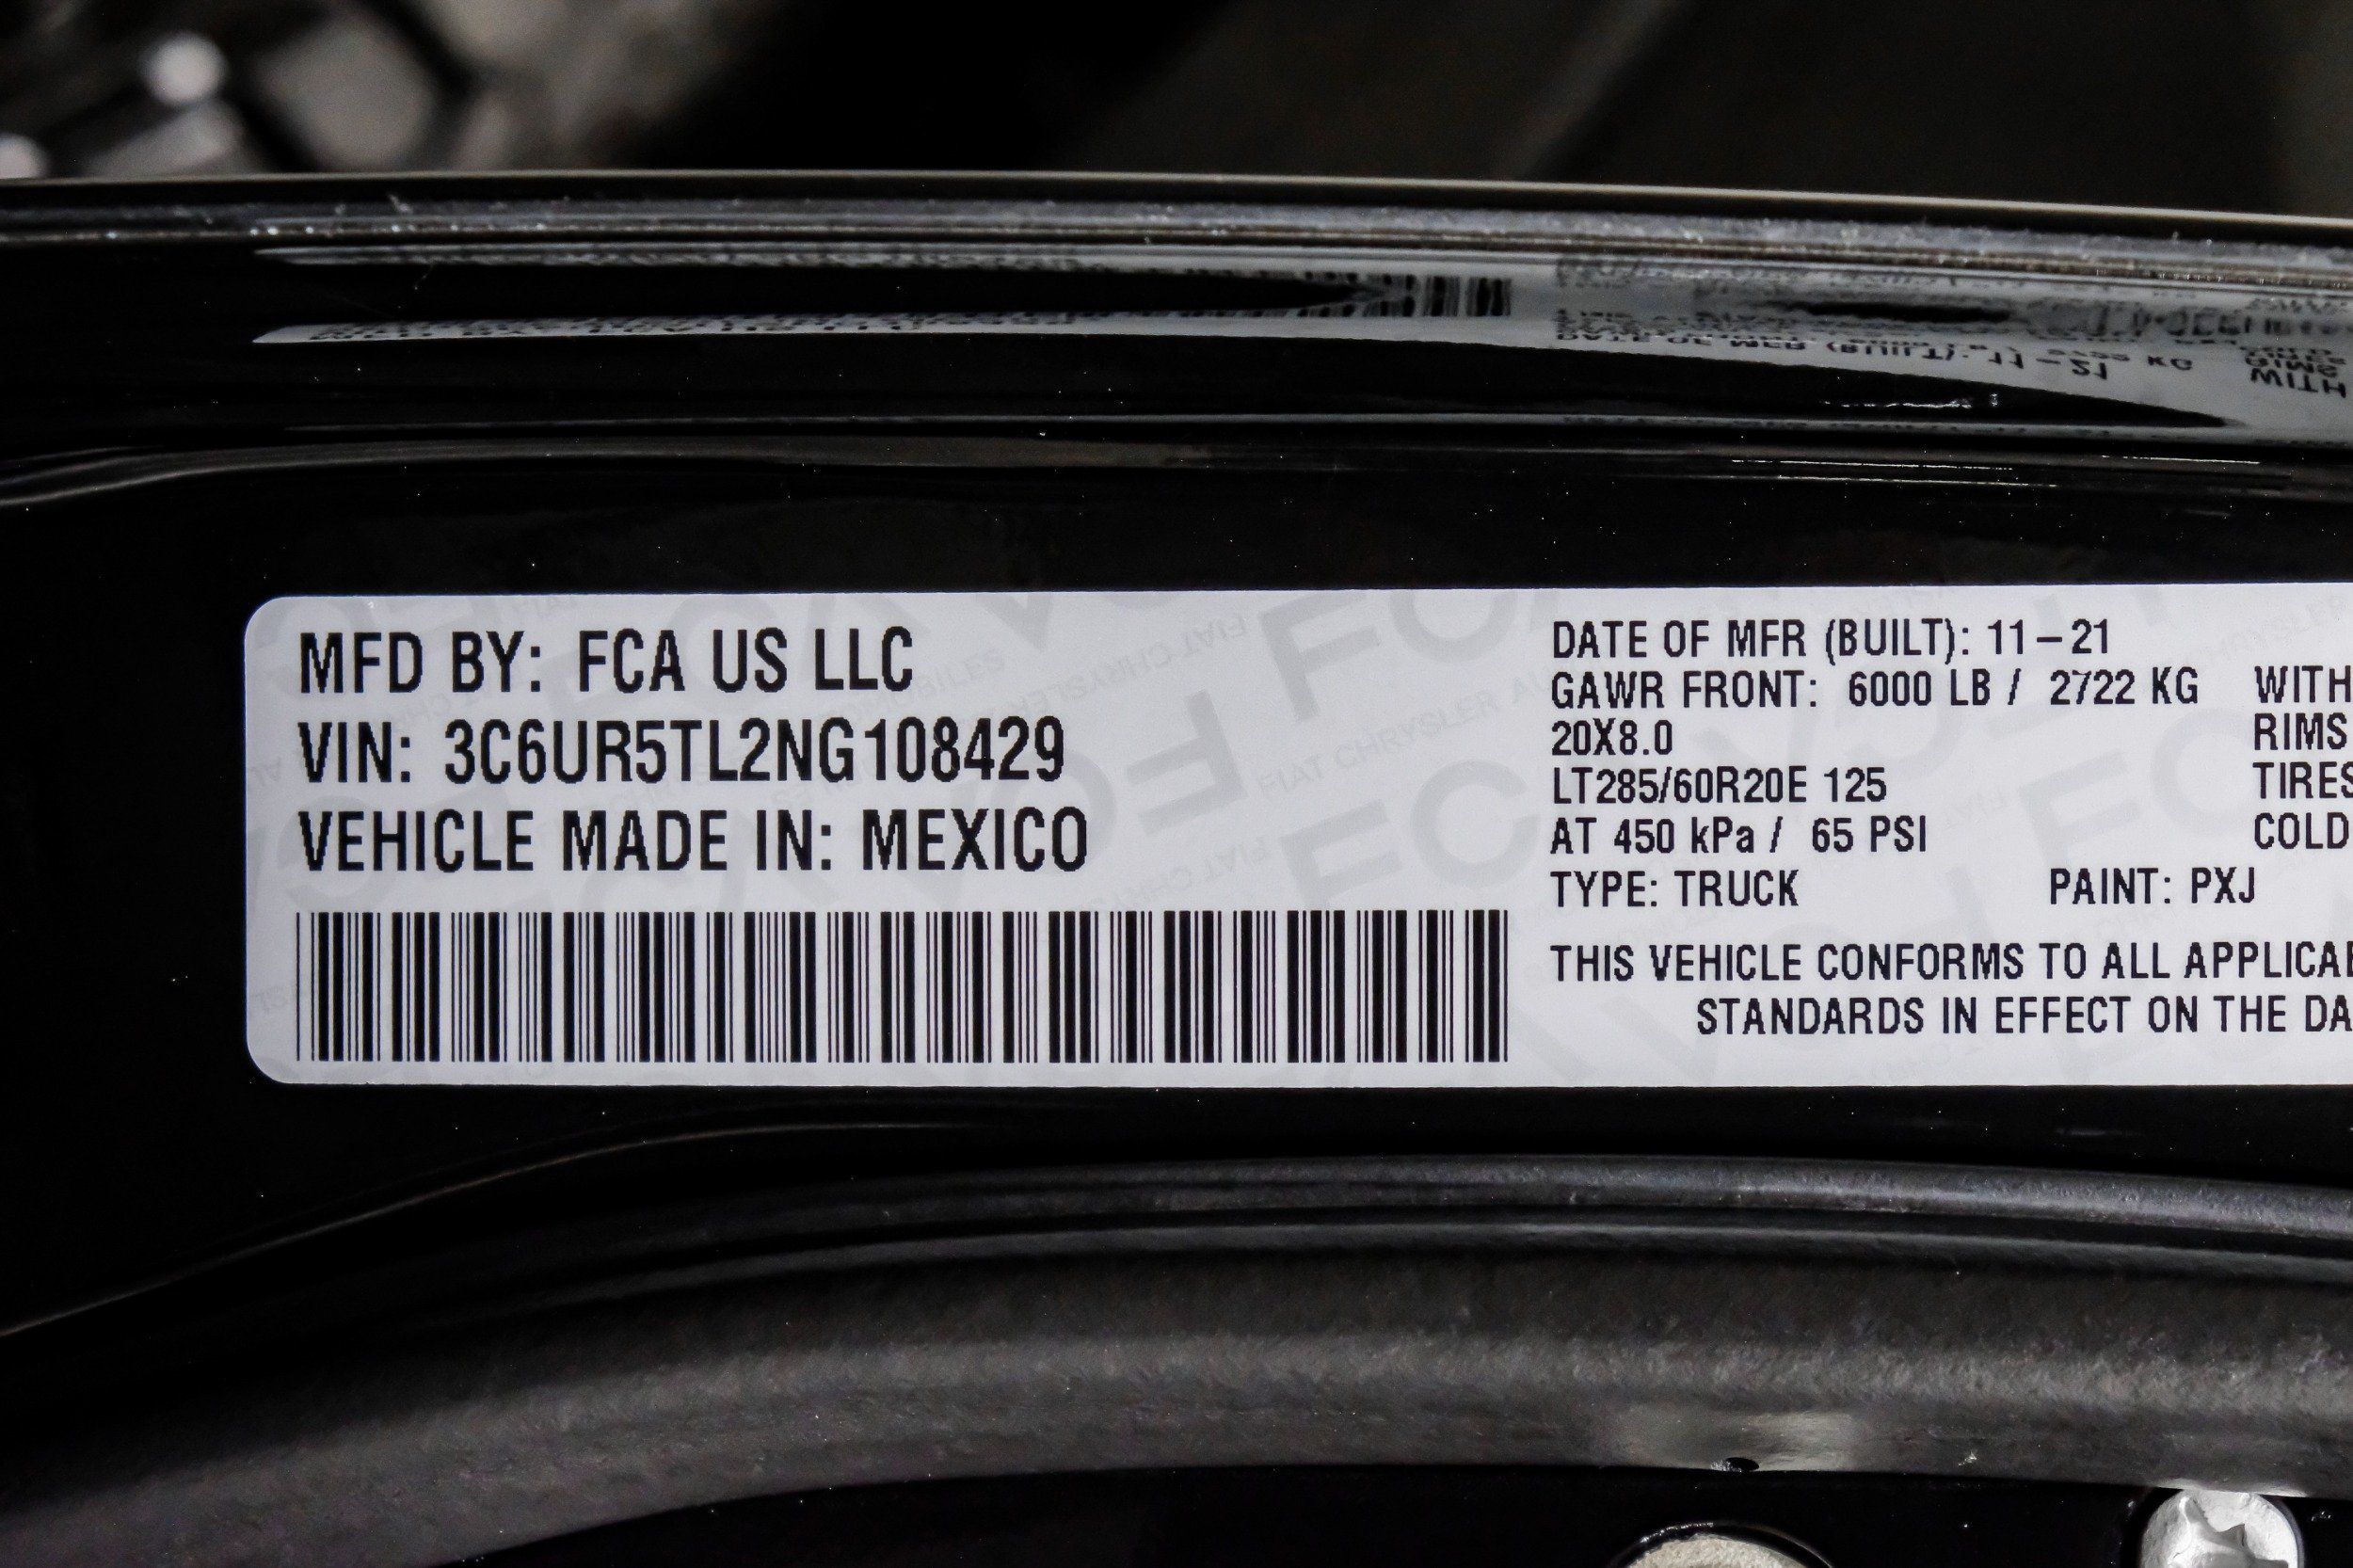 MFD BY: FCA US LLC
VIN: 3C6UR5TL2NG108429
VEHICLE MADE IN: MEXICO
DATE OF MFR (BUILT): 11-21
GAWR FRONT: 6000 LB / 2722 KG WITH
20X8.0 RIMS
LT285/60R20E 125 TIRES
AT 450 kPa / 65 PSI COLD
TYPE: TRUCK PAINT: PXJ
THIS VEHICLE CONFORMS TO ALL APPLICAB
STANDARDS IN EFFECT ON THE DA